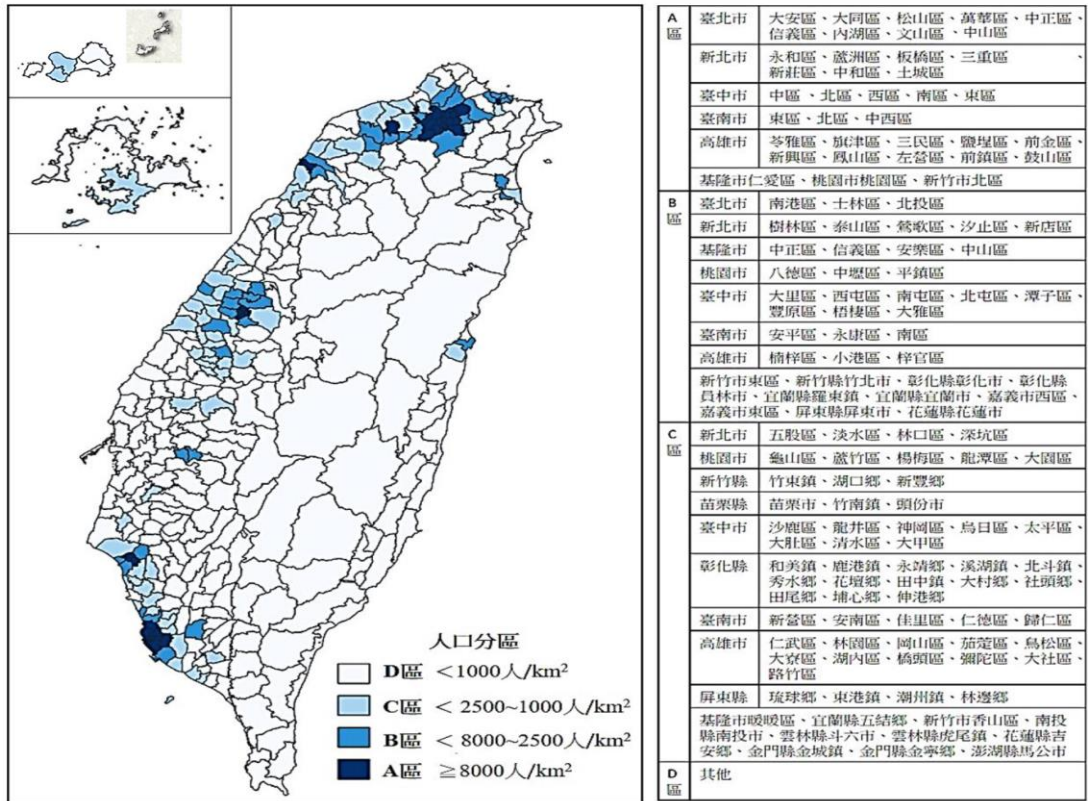 人口分區
D區 <1000人/km²
C區 < 2500~1000人/km²
B區 < 8000~2500人/km²
A區 ≧8000人/km²
A區
臺北市 大安區、大同區、松山區、萬華區、中正區、
信義區、內湖區、文山區、中山區
新北市 永和區、蘆洲區、板橋區、三重區、
新莊區、中和區、土城區
臺中市 中區、北區、西區、南區、東區
臺南市 東區、北區、中西區
高雄市 苓雅區、旗津區、三民區、鹽埕區、前金區、
新興區、鳳山區、左營區、前鎮區、鼓山區
基隆市仁愛區、桃園市桃園區、新竹市北區
B區
臺北市 南港區、士林區、北投區
新北市 樹林區、泰山區、鶯歌區、汐止區、新店區
基隆市 中正區、信義區、安樂區、中山區
桃園市 八德區、中壢區、平鎮區
臺中市 大里區、西屯區、南屯區、北屯區、潭子區、
豐原區、梧棲區、大雅區
臺南市 安平區、永康區、南區
高雄市 楠梓區、小港區、梓官區
新竹市東區、新竹縣竹北市、彰化縣彰化市、彰化縣
員林市、宜蘭縣羅東鎮、宜蘭縣宜蘭市、嘉義市西區、
嘉義市東區、屏東縣屏東市、花蓮縣花蓮市
C區
新北市 五股區、淡水區、林口區、深坑區
桃園市 龜山區、蘆竹區、楊梅區、龍潭區、大園區
新竹縣 竹東鎮、湖口鄉、新豐鄉
苗栗縣 苗栗市、竹南鎮、頭份市
臺中市 沙鹿區、龍井區、神岡區、烏日區、太平區、
大肚區、清水區、大甲區
彰化縣 和美鎮、鹿港鎮、永靖鄉、溪湖鎮、北斗鎮、
秀水鄉、花壇鄉、田中鎮、大村鄉、社頭鄉、
田尾鄉、埔心鄉、伸港鄉
臺南市 新營區、安南區、佳里區、仁德區、歸仁區
高雄市 仁武區、林園區、岡山區、茄萣區、鳥松區、
大寮區、湖內區、橋頭區、彌陀區、大社區、
路竹區
屏東縣 琉球鄉、東港鎮、潮州鎮、林邊鄉
基隆市暖暖區、宜蘭縣五結鄉、新竹市香山區、南投
縣南投市、雲林縣斗六市、雲林縣虎尾鎮、花蓮縣吉
安鄉、金門縣金城鎮、金門縣金寧鄉、澎湖縣馬公市
D區
其他